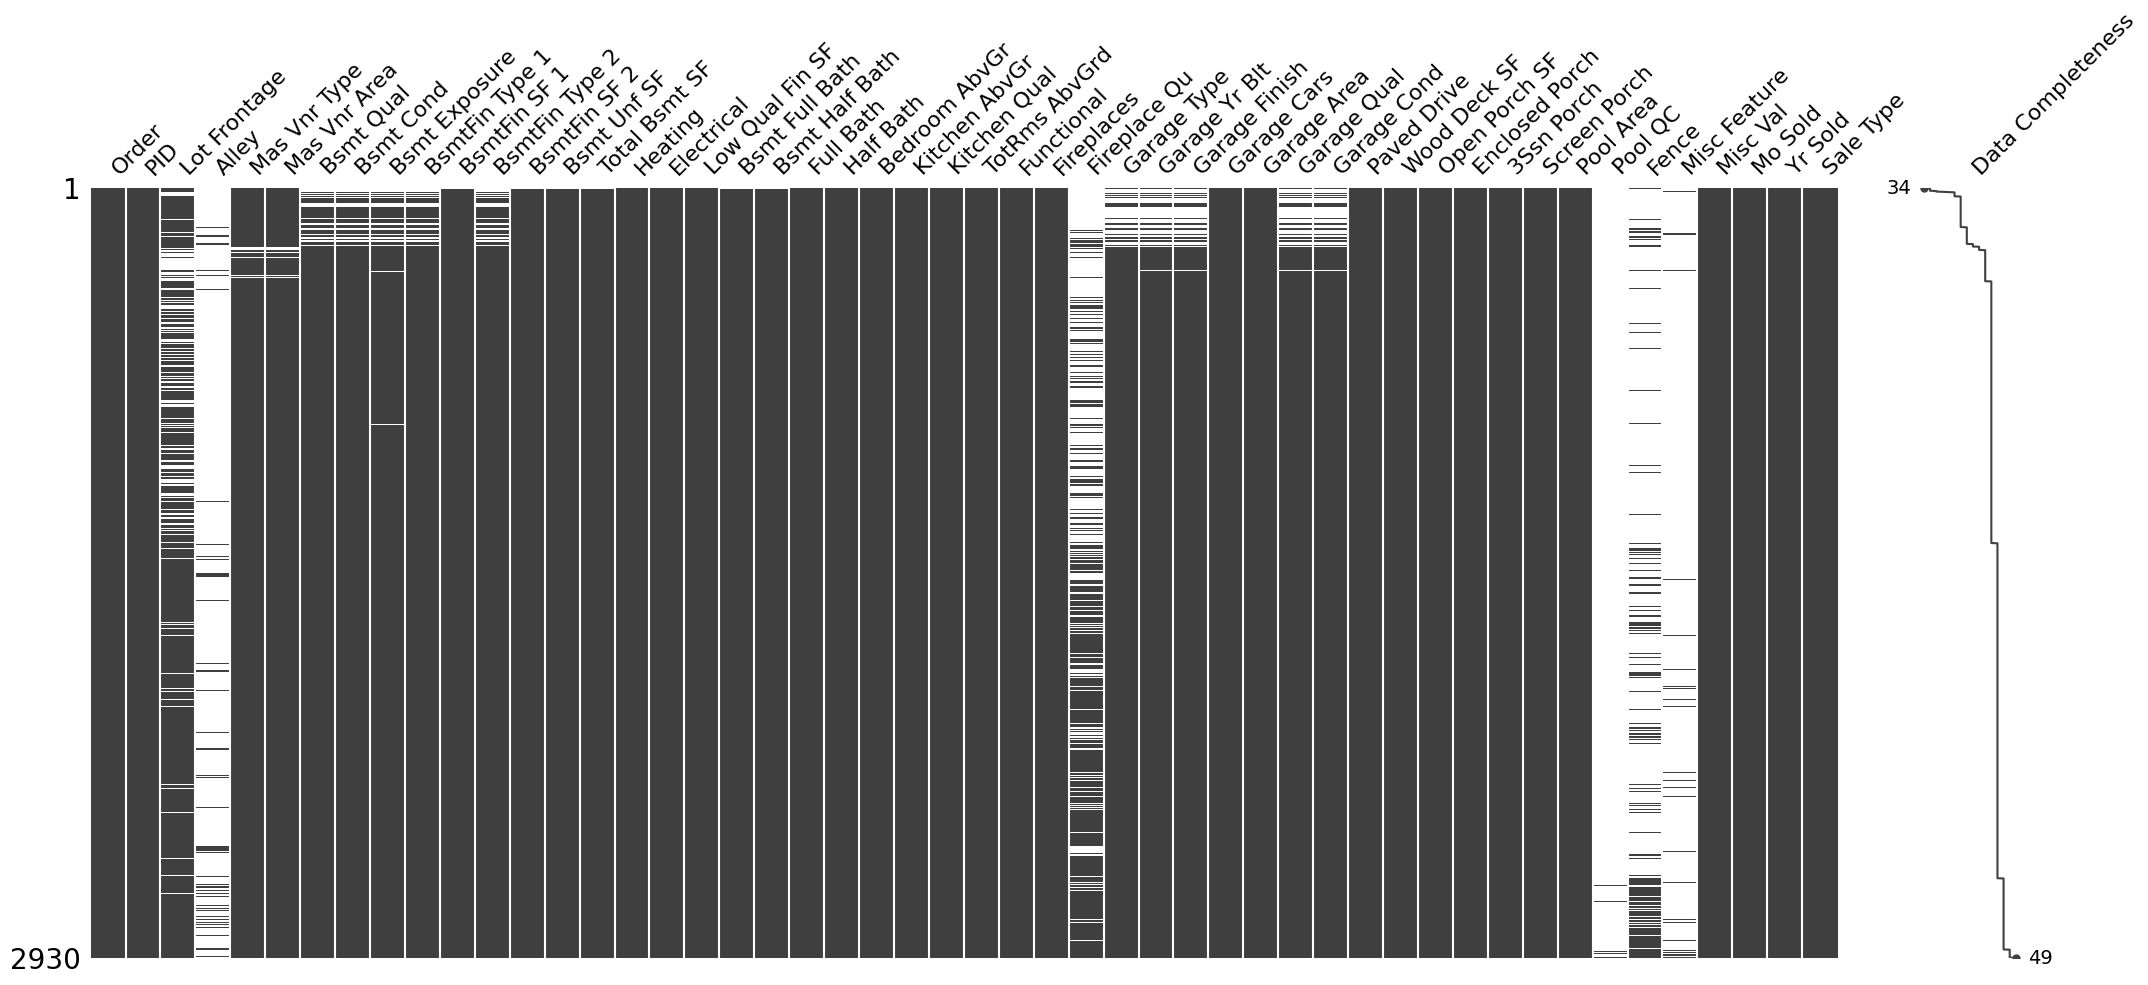 Order
PID
Lot Frontage
Alley
Mas Vnr Type
Mas Vnr Area
Bsmt Qual
Bsmt Cond
Bsmt Exposure
BsmtFin Type 1
BsmtFin SF 1
BsmtFin Type 2
BsmtFin SF 2
Bsmt Unf SF
Total Bsmt SF
Heating
Electrical
Low Qual Fin SF
Bsmt Full Bath
Bsmt Half Bath
Full Bath
Half Bath
Bedroom AbvGr
Kitchen AbvGr
Kitchen Qual
TotRms AbvGrd
Functional
Fireplaces
Fireplace Qu
Garage Type
Garage Yr Blt
Garage Finish
Garage Cars
Garage Area
Garage Qual
Garage Cond
Paved Drive
Wood Deck SF
Open Porch SF
Enclosed Porch
3Ssn Porch
Screen Porch
Pool Area
Pool QC
Fence
Misc Feature
Misc Val
Mo Sold
Yr Sold
Sale Type
Data Completeness
1
34
2930
49